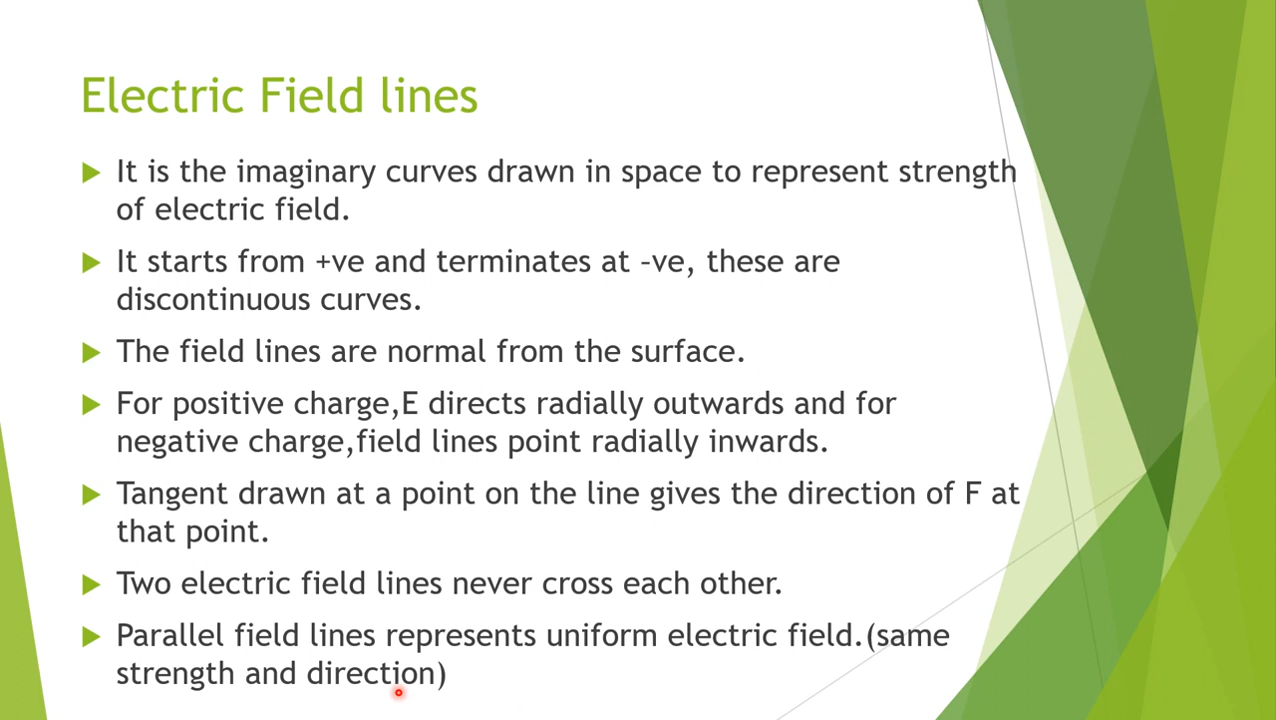 Electric Field lines
It is the imaginary curves drawn in space to represent strength
of electric field.
It starts from +ve and terminates at –ve, these are
discontinuous curves.
The field lines are normal from the surface.
For positive charge,E directs radially outwards and for
negative charge,field lines point radially inwards.
Tangent drawn at a point on the line gives the direction of F at
that point.
Two electric field lines never cross each other.
Parallel field lines represents uniform electric field.(same
strength and direction)